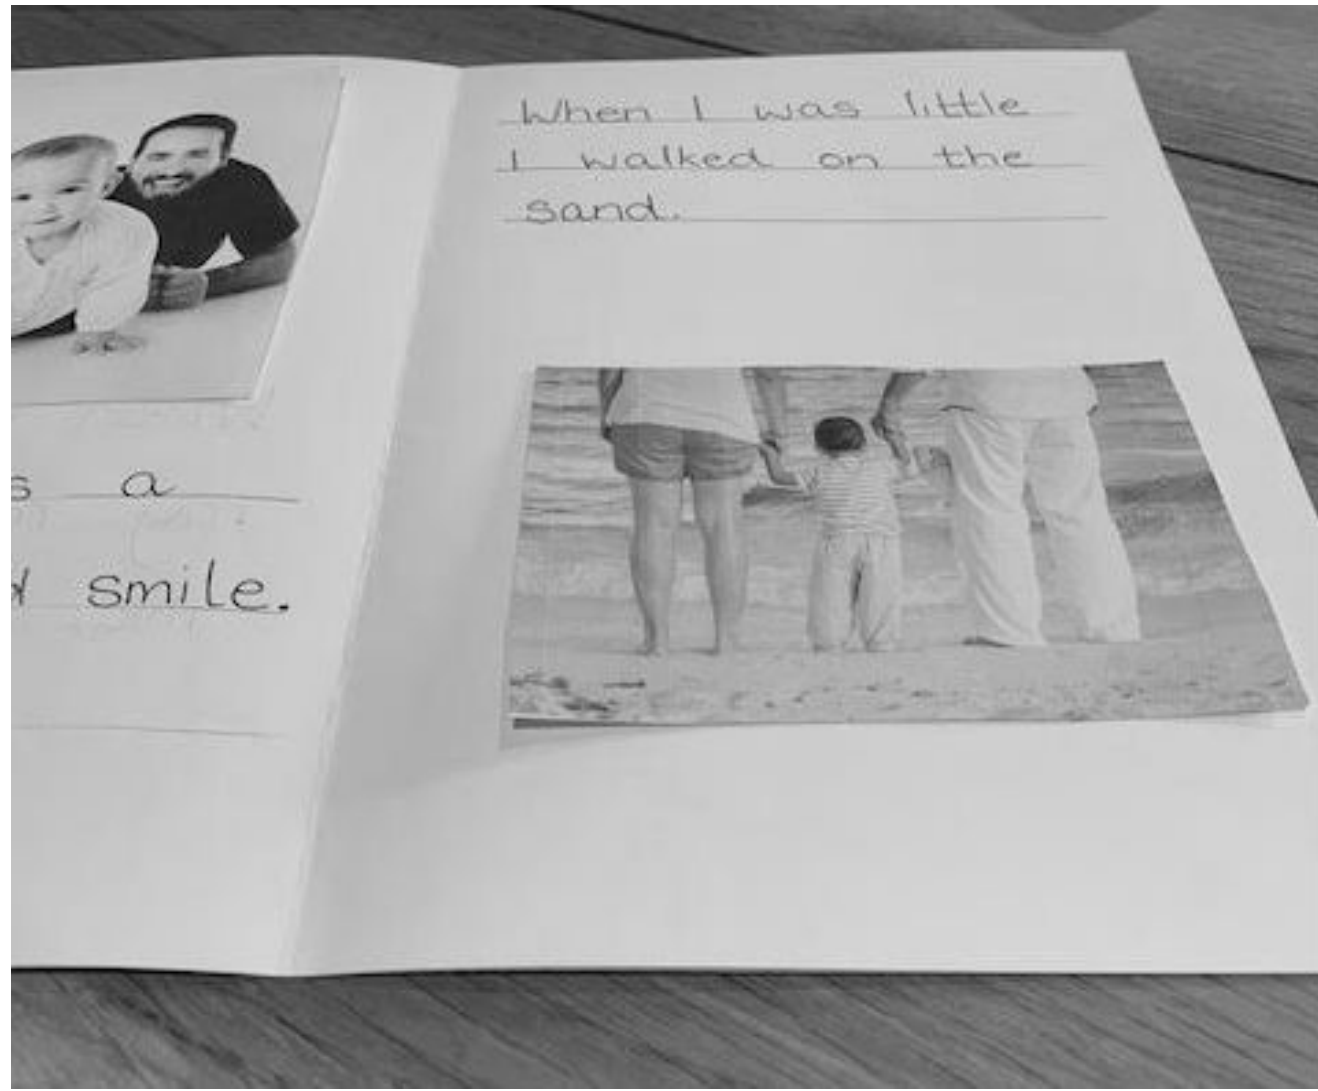 a
smile.
When I was little
I walked on the
sand.